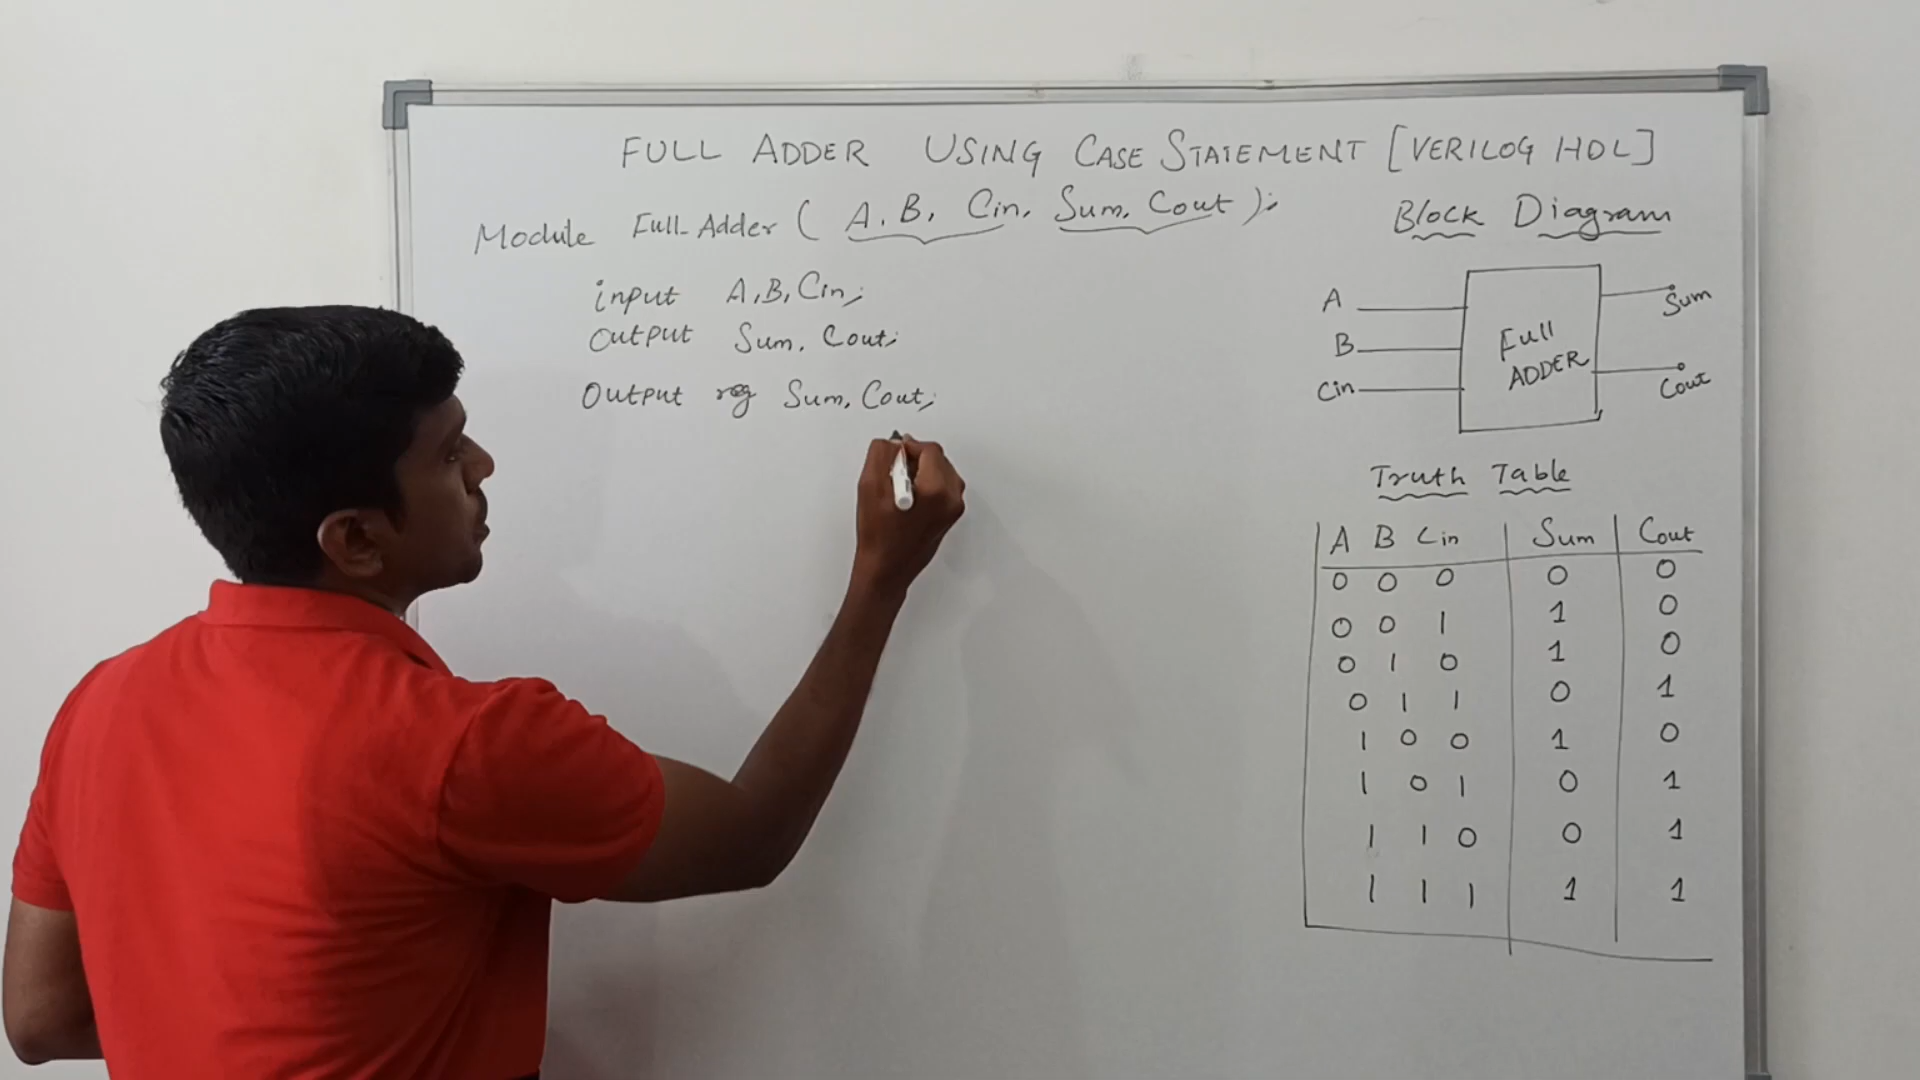 FULL ADDER USING CASE STATEMENT [VERILOG HDL]
Module Full_Adder ( A, B, Cin, Sum, Cout );
input A, B, Cin;
Output Sum, Cout;
Output reg Sum, Cout;
Block Diagram
A
B
Cin
Full
ADDER
Sum
Cout
Truth Table
A B Cin Sum Cout
0 0 0 0 0
0 0 1 1 0
0 1 0 1 0
0 1 1 0 1
1 0 0 1 0
1 0 1 0 1
1 1 0 0 1
1 1 1 1 1